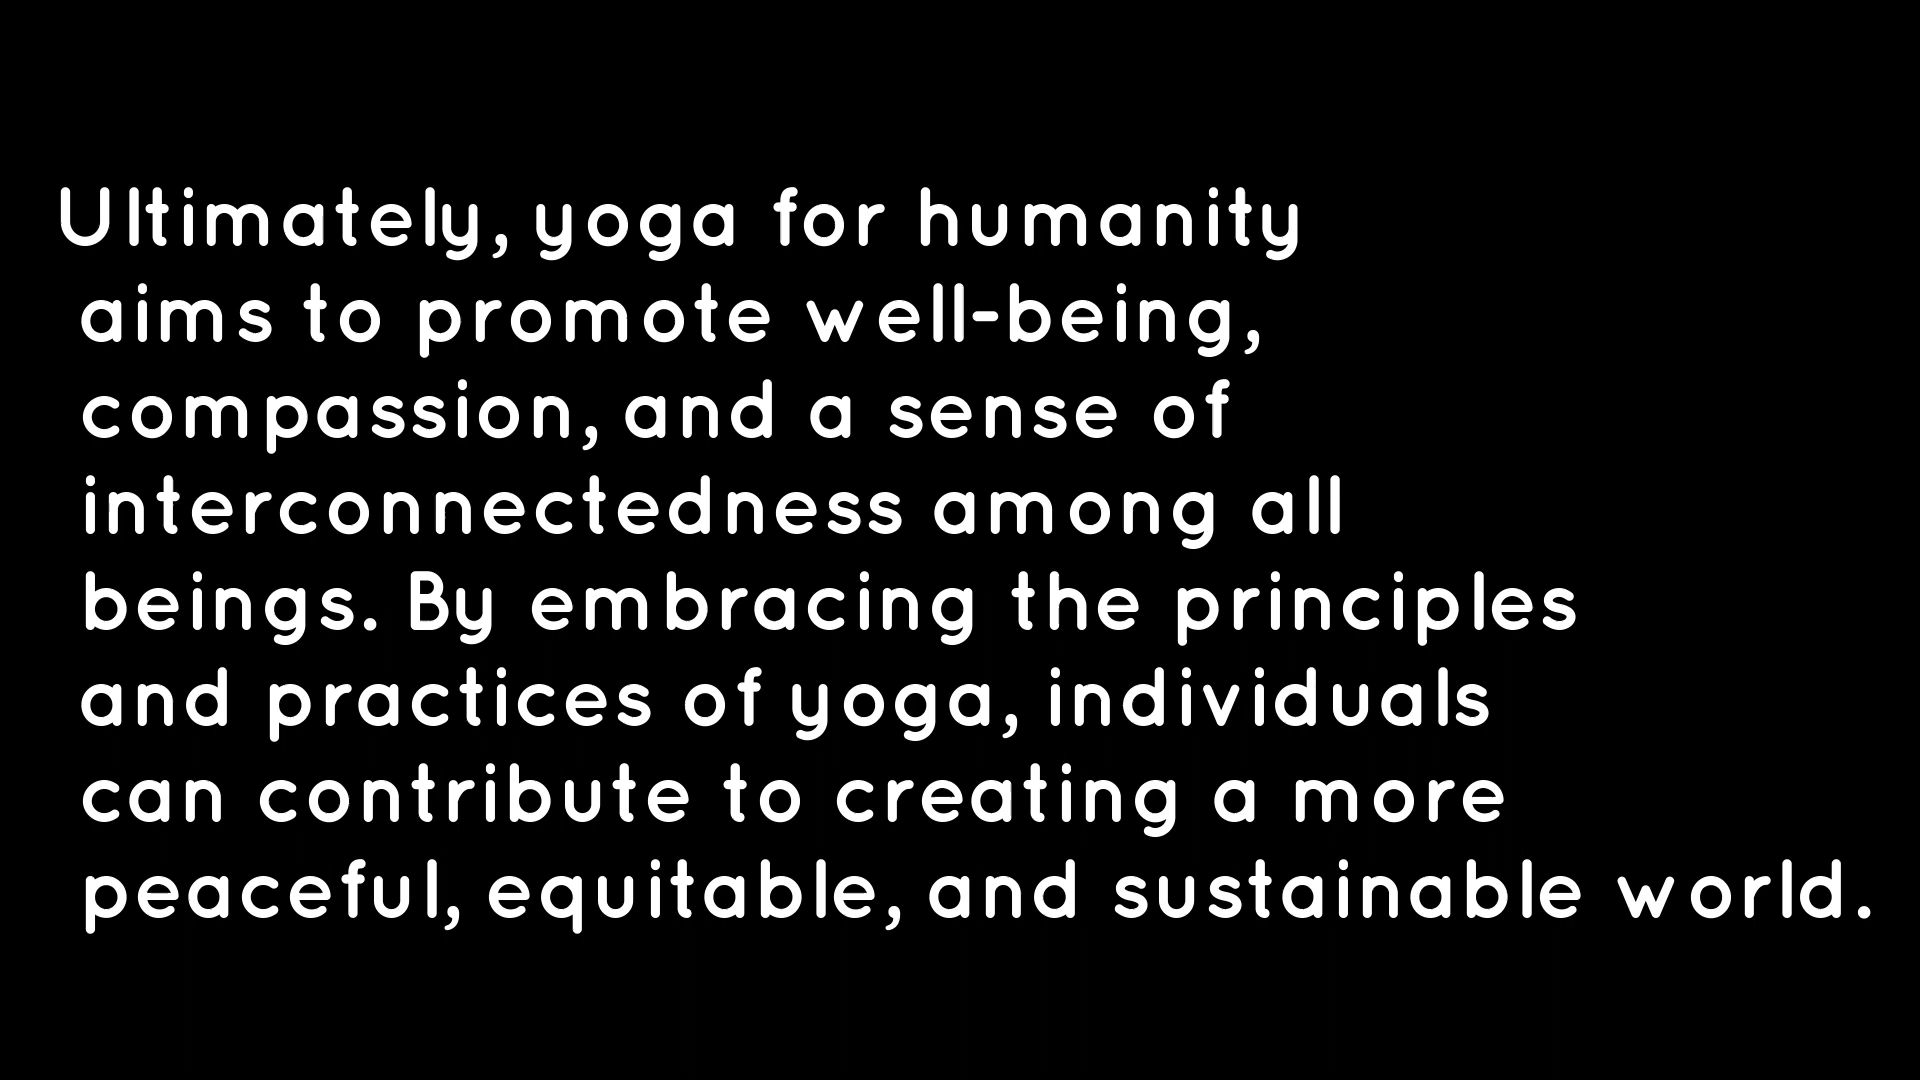 Ultimately, yoga for humanity
aims to promote well-being,
compassion, and a sense of
interconnectedness among all
beings. By embracing the principles
and practices of yoga, individuals
can contribute to creating a more
peaceful, equitable, and sustainable world.